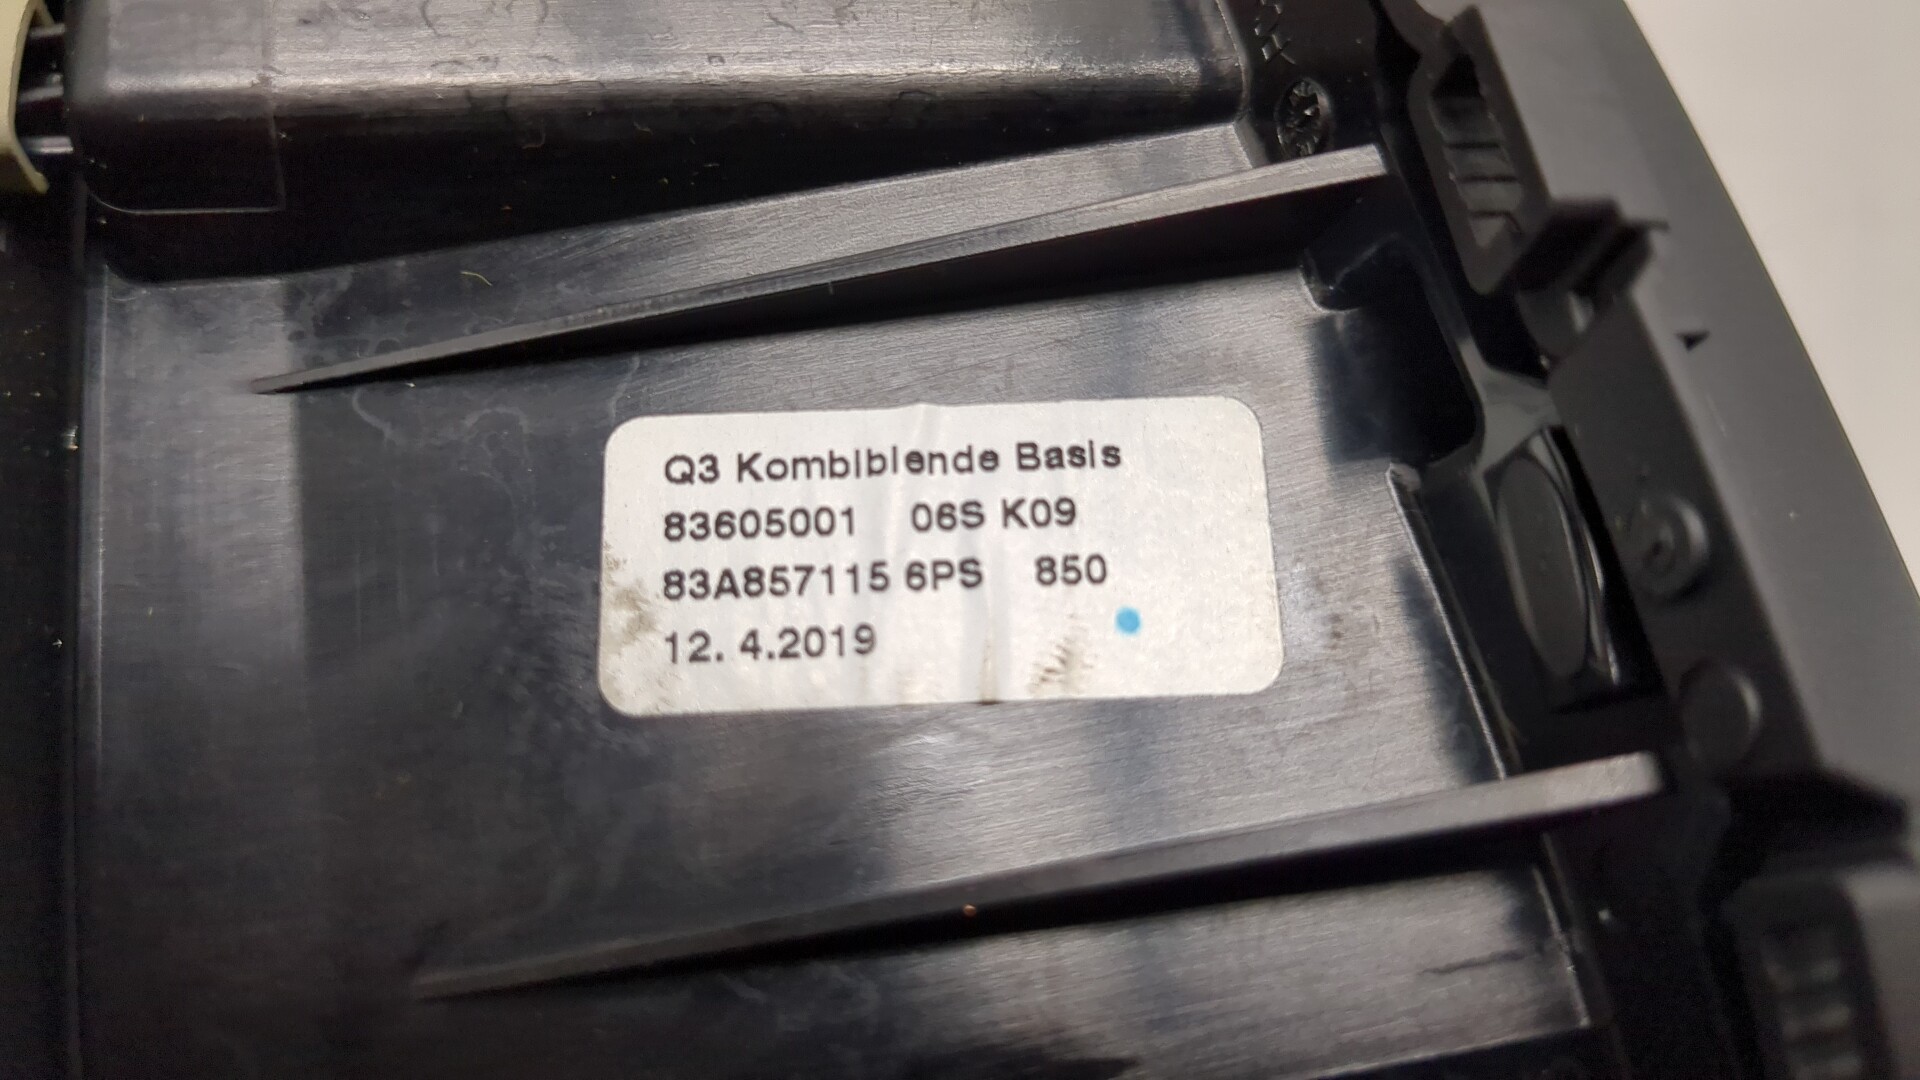 Q3 Kombiblende Basis
83605001 06S K09
83A857115 6PS 850
12. 4.2019